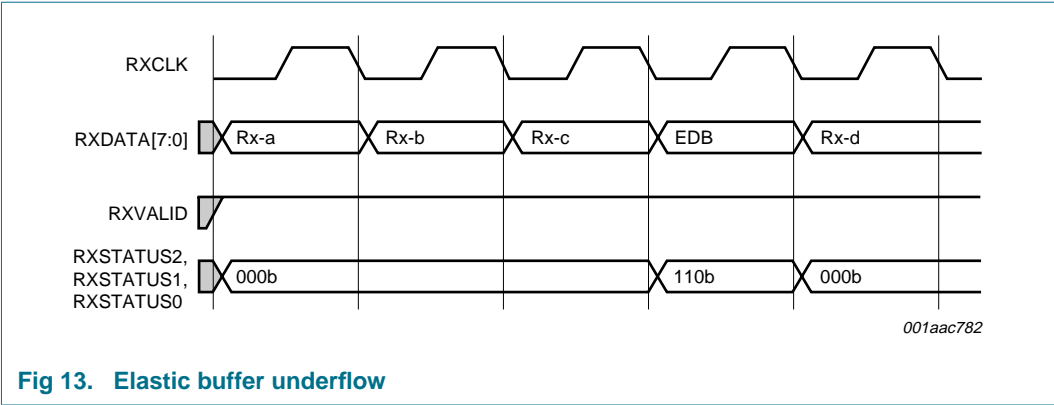 RXCLK
RXDATA[7:0] Rx-a Rx-b Rx-c EDB Rx-d
RXVALID
RXSTATUS2,
RXSTATUS1,
RXSTATUS0
000b 110b 000b
001aac782
Fig 13. Elastic buffer underflow